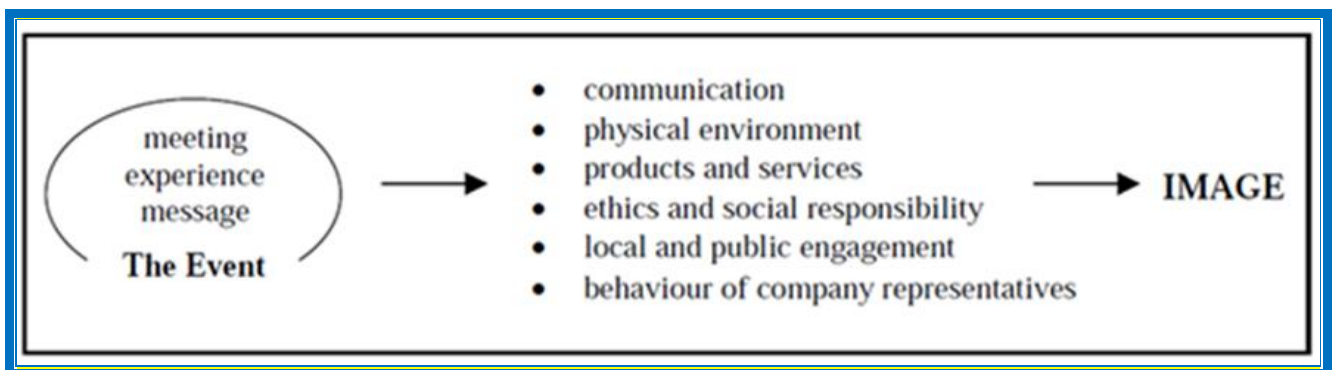 meeting
experience
message
The Event
• communication
• physical environment
• products and services
• ethics and social responsibility
• local and public engagement
• behaviour of company representatives
IMAGE